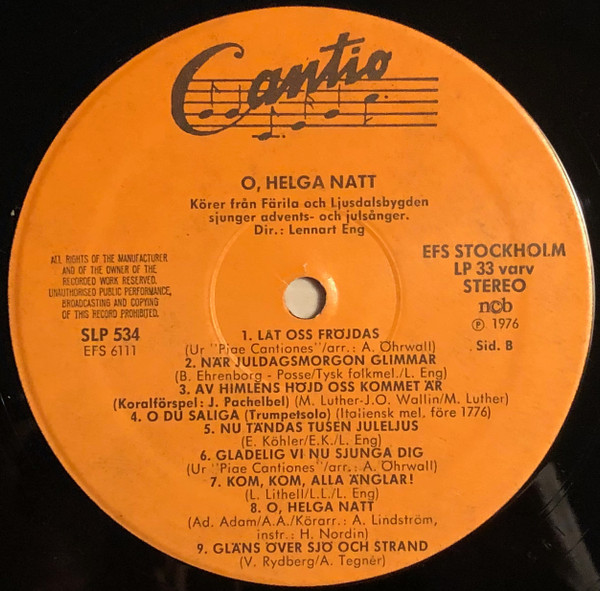 Cantio
O, HELGA NATT
Körer från Färila och Ljusdalsbygden
sjunger advents- och julsånger.
Dir.: Lennart Eng
ALL RIGHTS OF THE MANUFACTURER
AND OF THE OWNER OF THE
RECORDED WORK RESERVED.
UNAUTHORISED PUBLIC PERFORMANCE,
BROADCASTING AND COPYING
OF THIS RECORD PROHIBITED.
SLP 534
EFS 6111
EFS STOCKHOLM
LP 33 varv
STEREO
ncb
℗ 1976
Sid. B
1. LÅT OSS FRÖJDAS
(Ur "Piae Cantiones"/arr.: A. Öhrwall)
2. NÄR JULDAGSMORGON GLIMMAR
(B. Ehrenborg - Posse/Tysk folkmel./L. Eng)
3. AV HIMLENS HÖJD OSS KOMMET ÄR
(Koralförspel: J. Pachelbel) (M. Luther-J.O. Wallin/M. Luther)
4. O DU SALIGA (Trumpetsolo) (Italiensk mel. före 1776)
5. NU TÄNDAS TUSEN JULELJUS
(E. Köhler/E.K./L. Eng)
6. GLÄDELIG VI NU SJUNGA DIG
(Ur "Piae Cantiones"/arr.: A. Öhrwall)
7. KOM, KOM, ALLA ÄNGLAR!
(L. Lithell/L.L./L. Eng)
8. O, HELGA NATT
(Ad. Adam/A.A./Körarr.: A. Lindström,
instr.: H. Nordin)
9. GLÄNS ÖVER SJÖ OCH STRAND
(V. Rydberg/A. Tegnér)